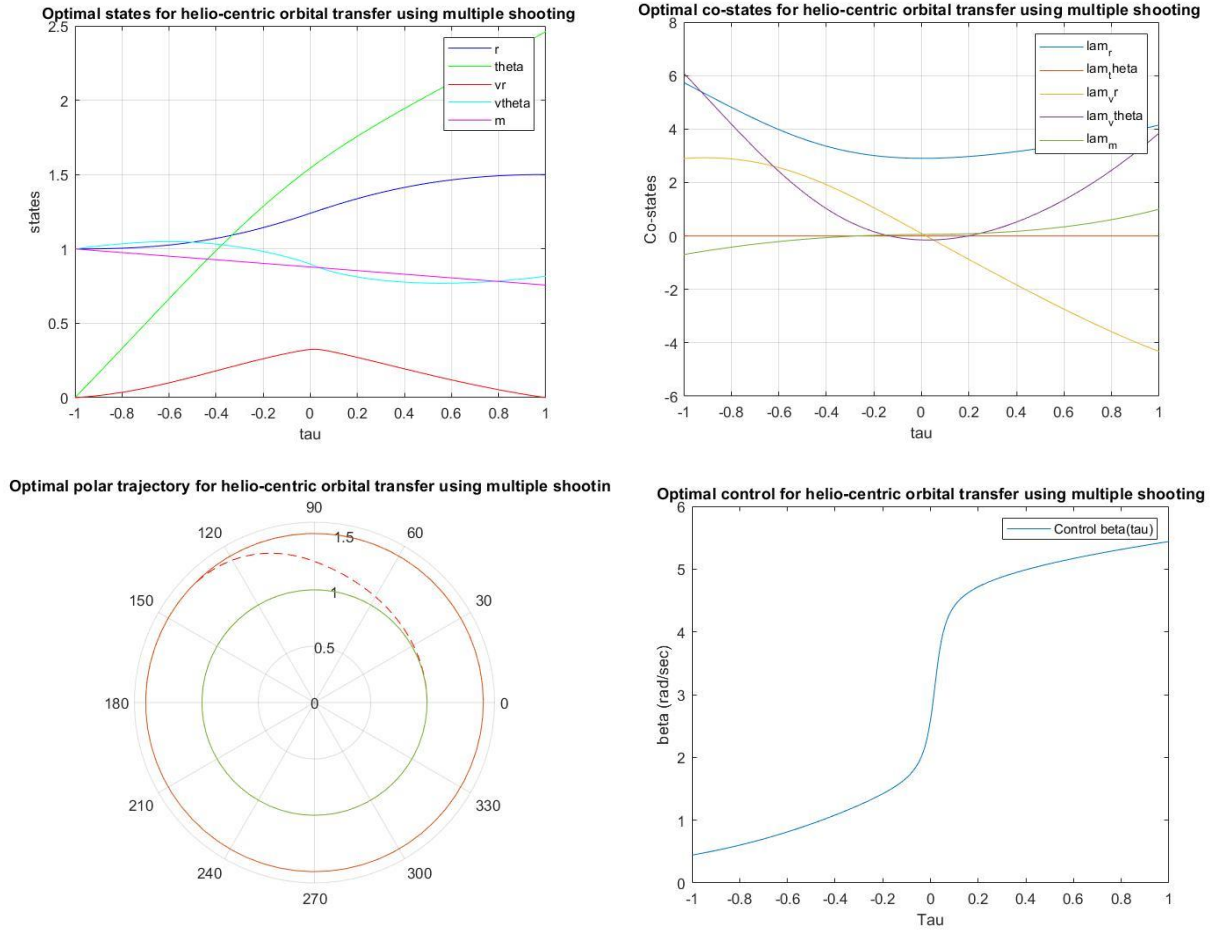 Optimal states for helio-centric orbital transfer using multiple shooting
2.5
2
1.5
1
0.5
0
states
r
theta
vr
vtheta
m
-1 -0.8 -0.6 -0.4 -0.2 0 0.2 0.4 0.6 0.8 1
tau
Optimal co-states for helio-centric orbital transfer using multiple shooting
8
6
4
2
0
-2
-4
-6
Co-states
lam_r
lam_theta
lam_vr
lam_vtheta
lam_m
-1 -0.8 -0.6 -0.4 -0.2 0 0.2 0.4 0.6 0.8 1
tau
Optimal polar trajectory for helio-centric orbital transfer using multiple shootin
90
120 60
1.5
150 30
1
0.5
180 0 0
210 330
240 300
270
Optimal control for helio-centric orbital transfer using multiple shooting
6
5
4
3
2
1
0
beta (rad/sec)
Control beta(tau)
-1 -0.8 -0.6 -0.4 -0.2 0 0.2 0.4 0.6 0.8 1
Tau